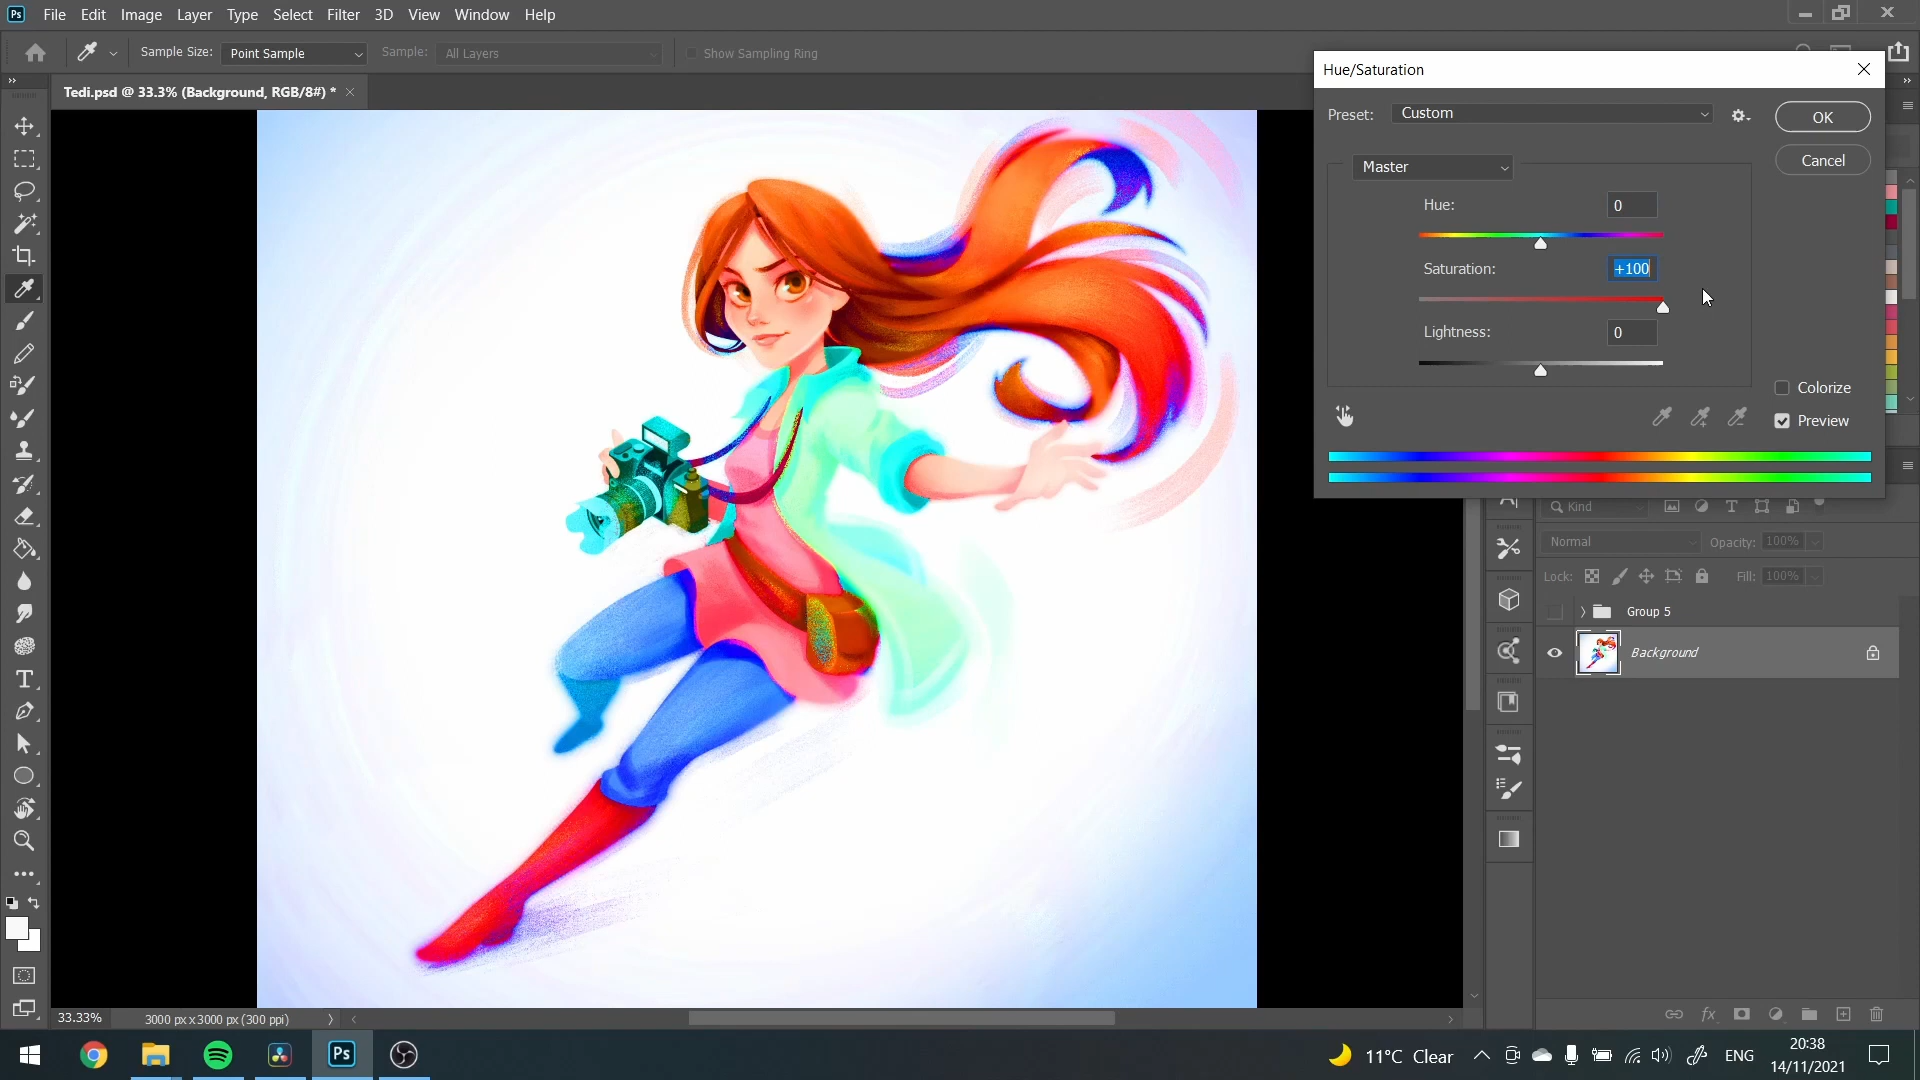 Ps File Edit Image Layer Type Select Filter 3D View Window Help
Sample Size: Point Sample Sample: All Layers Show Sampling Ring
Tedi.psd @ 33.3% (Background, RGB/8#) *
Hue/Saturation
Preset: Custom
OK
Master
Cancel
Hue: 0
Saturation: +100
Lightness: 0
Colorize
Preview
Kind
Normal Opacity: 100%
Lock: Fill: 100%
Group 5
Background
33.33% 3000 px x 3000 px (300 ppi)
Ps
11°C Clear
ENG
20:38
14/11/2021